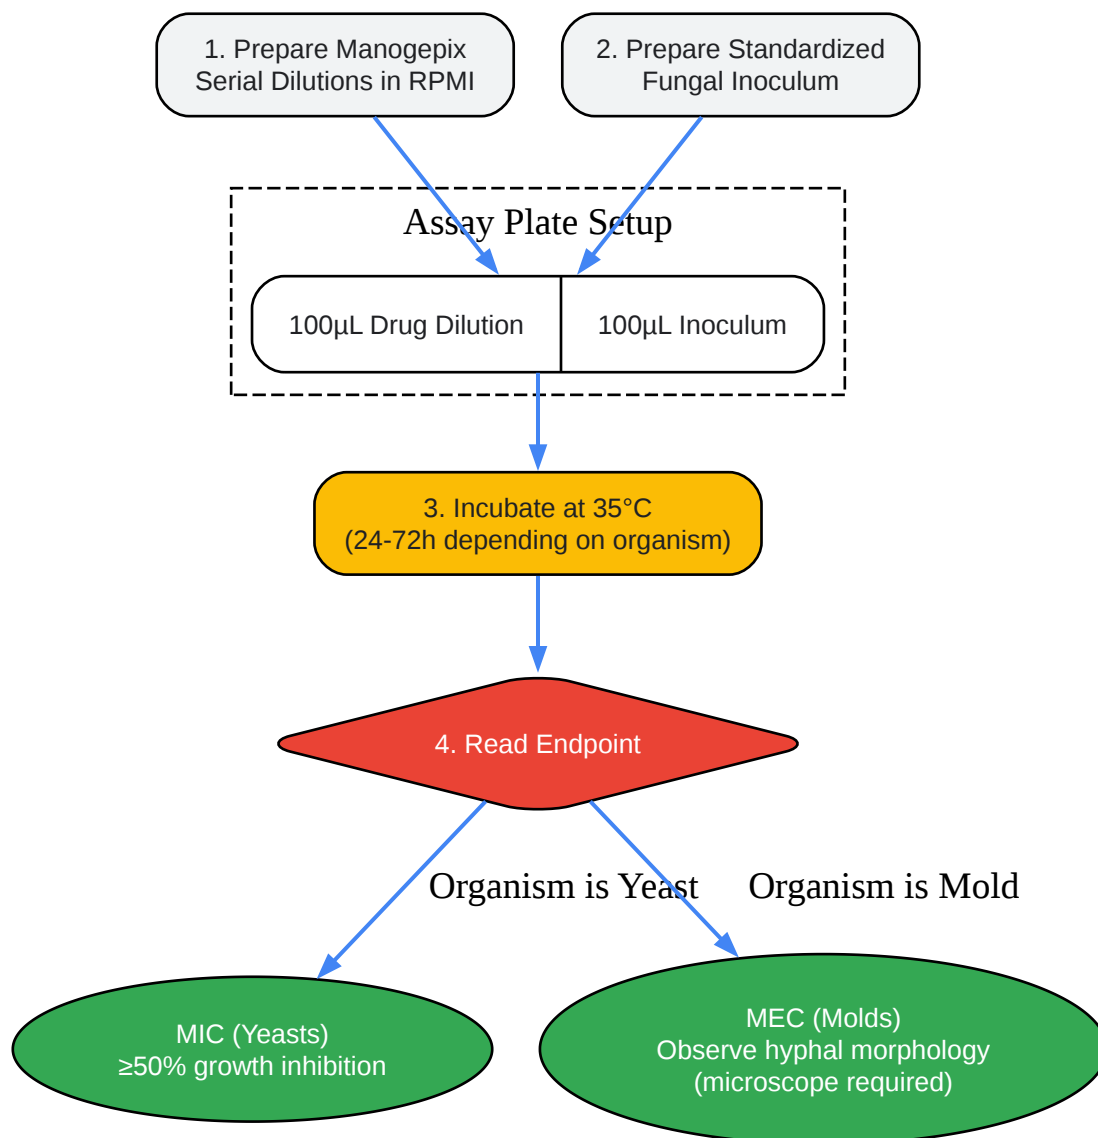 1. Prepare Manogepix
Serial Dilutions in RPMI
2. Prepare Standardized
Fungal Inoculum
Assay Plate Setup
100µL Drug Dilution
100µL Inoculum
3. Incubate at 35°C
(24-72h depending on organism)
4. Read Endpoint
Organism is Yeast
Organism is Mold
MIC (Yeasts)
≥50% growth inhibition
MEC (Molds)
Observe hyphal morphology
(microscope required)